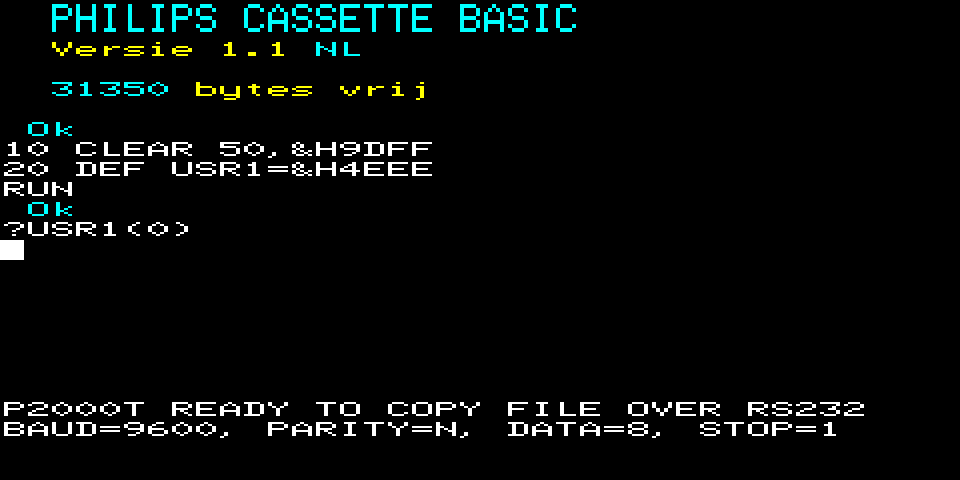 PHILIPS CASSETTE BASIC
Versie 1.1 NL
31350 bytes vrij
Ok
10 CLEAR 50,&H9DFF
20 DEF USR1=&H4EEE
RUN
Ok
?USR1(0)
P2000T READY TO COPY FILE OVER RS232
BAUD=9600, PARITY=N, DATA=8, STOP=1